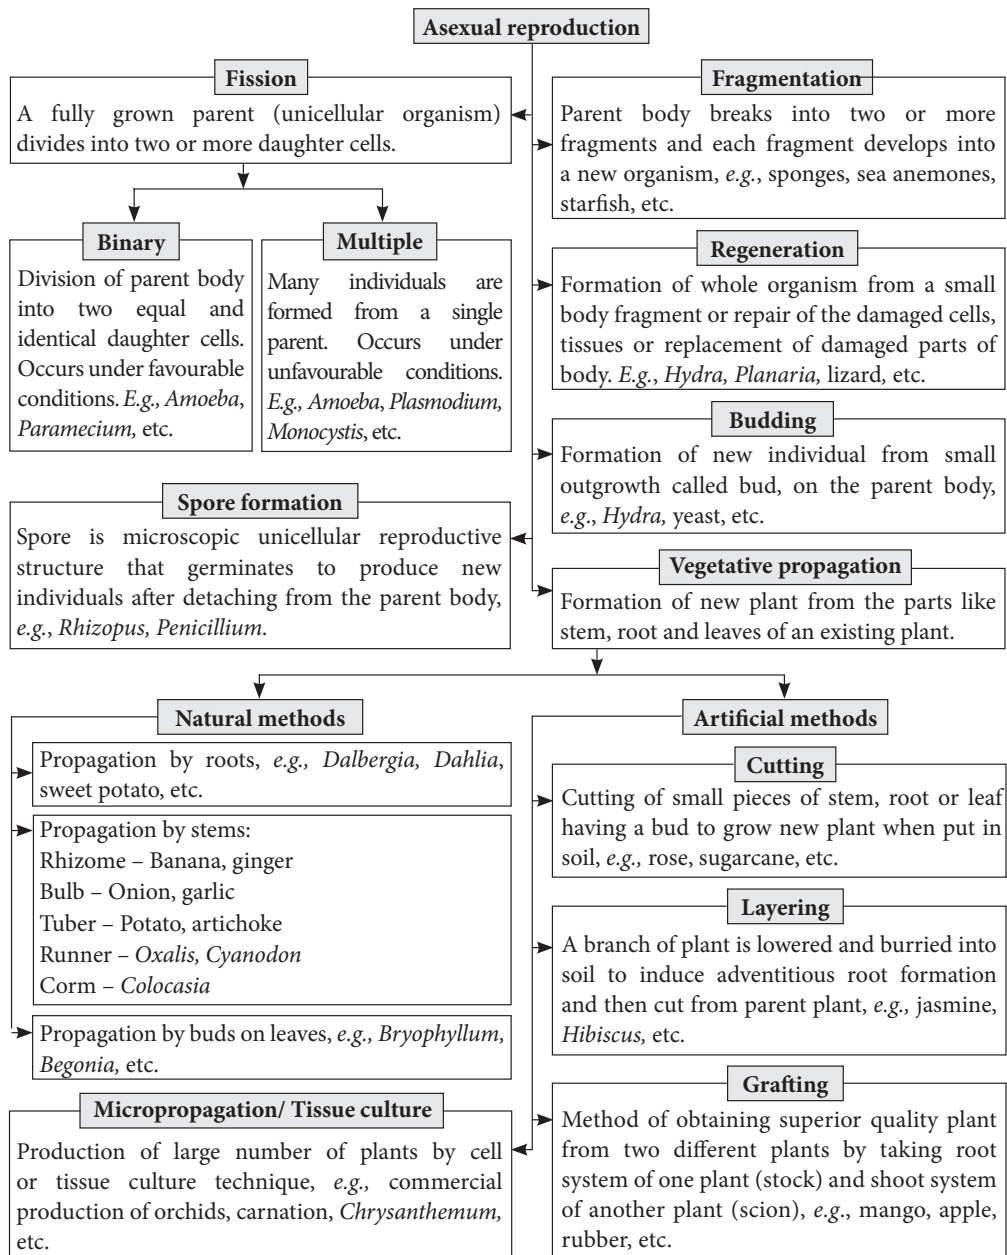 Asexual reproduction
Fission
A fully grown parent (unicellular organism)
divides into two or more daughter cells.
Binary
Division of parent body
into two equal and
identical daughter cells.
Occurs under favourable
conditions. E.g., Amoeba,
Paramecium, etc.
Multiple
Many individuals are
formed from a single
parent. Occurs under
unfavourable conditions.
E.g., Amoeba, Plasmodium,
Monocystis, etc.
Spore formation
Spore is microscopic unicellular reproductive
structure that germinates to produce new
individuals after detaching from the parent body,
e.g., Rhizopus, Penicillium.
Fragmentation
Parent body breaks into two or more
fragments and each fragment develops into
a new organism, e.g., sponges, sea anemones,
starfish, etc.
Regeneration
Formation of whole organism from a small
body fragment or repair of the damaged cells,
tissues or replacement of damaged parts of
body. E.g., Hydra, Planaria, lizard, etc.
Budding
Formation of new individual from small
outgrowth called bud, on the parent body,
e.g., Hydra, yeast, etc.
Vegetative propagation
Formation of new plant from the parts like
stem, root and leaves of an existing plant.
Natural methods
Propagation by roots, e.g., Dalbergia, Dahlia,
sweet potato, etc.
Propagation by stems:
Rhizome – Banana, ginger
Bulb – Onion, garlic
Tuber – Potato, artichoke
Runner – Oxalis, Cyanodon
Corm – Colocasia
Propagation by buds on leaves, e.g., Bryophyllum,
Begonia, etc.
Artificial methods
Cutting
Cutting of small pieces of stem, root or leaf
having a bud to grow new plant when put in
soil, e.g., rose, sugarcane, etc.
Layering
A branch of plant is lowered and burried into
soil to induce adventitious root formation
and then cut from parent plant, e.g., jasmine,
Hibiscus, etc.
Grafting
Method of obtaining superior quality plant
from two different plants by taking root
system of one plant (stock) and shoot system
of another plant (scion), e.g., mango, apple,
rubber, etc.
Micropropagation/ Tissue culture
Production of large number of plants by cell
or tissue culture technique, e.g., commercial
production of orchids, carnation, Chrysanthemum,
etc.